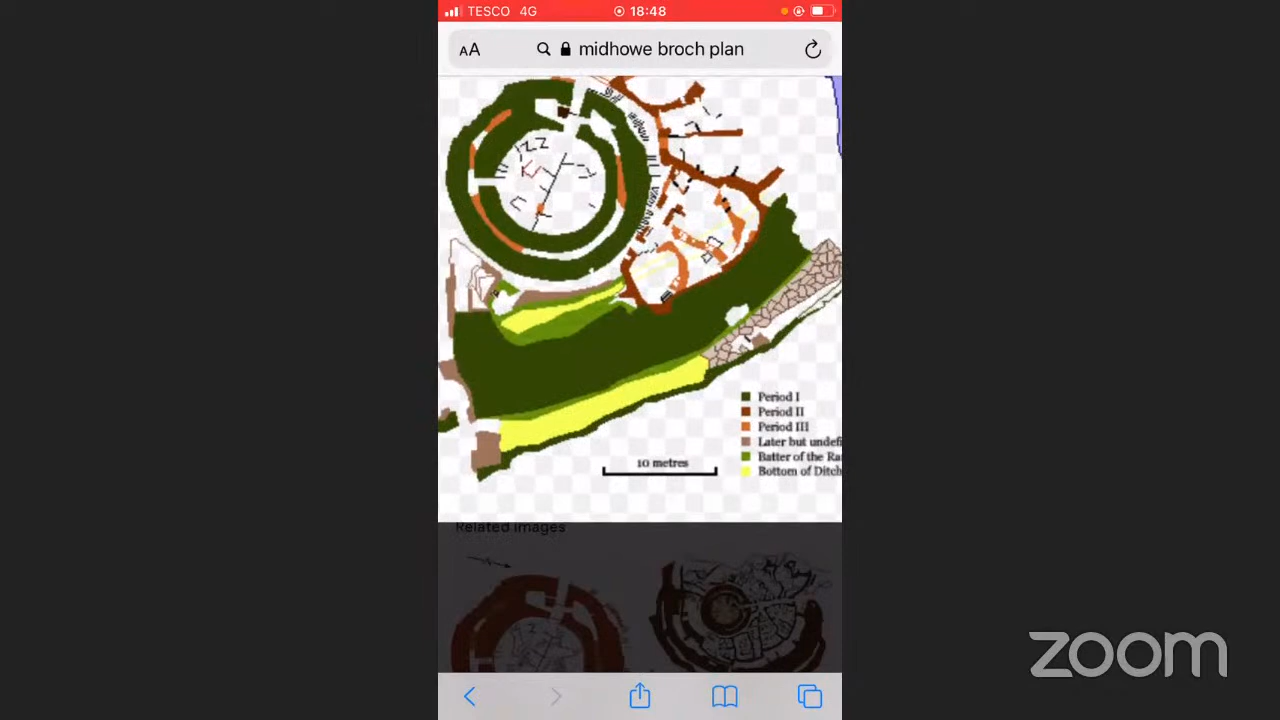 TESCO 4G 18:48
AA midhowe broch plan
Period I
Period II
Period III
Later but undefi
Batter of the Ra
Bottom of Ditch
10 metres
Related images
zoom